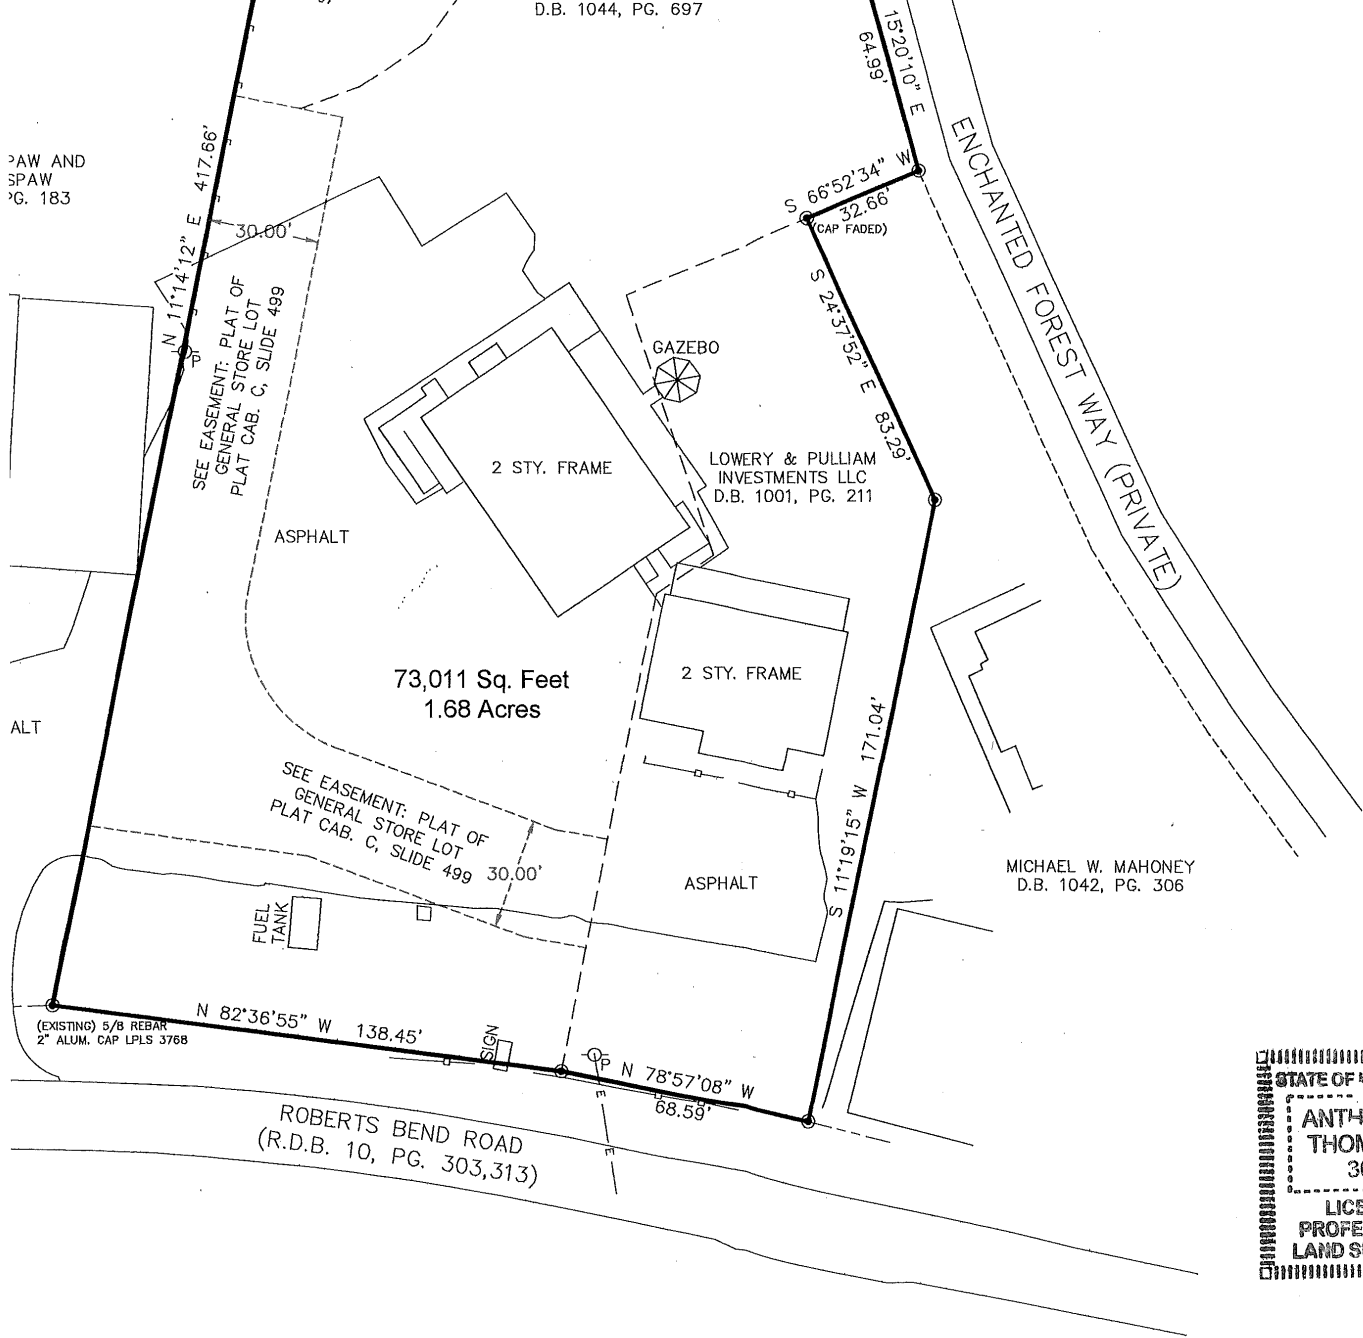 D.B. 1044, PG. 697
15°20'10" E
64.99'
ENCHANTED FOREST WAY (PRIVATE)
PAW AND
SPAW
PG. 183
N 11°14'12" E 417.66'
30.00'
S 66°52'34" W
32.66'
(CAP FADED)
S 24°37'52" E 83.29'
SEE EASEMENT: PLAT OF
GENERAL STORE LOT
PLAT CAB. C, SLIDE 499
P
GAZEBO
2 STY. FRAME
LOWERY & PULLIAM
INVESTMENTS LLC
D.B. 1001, PG. 211
ASPHALT
73,011 Sq. Feet
1.68 Acres
2 STY. FRAME
ALT
S 11°19'15" W 171.04'
SEE EASEMENT: PLAT OF
GENERAL STORE LOT
PLAT CAB. C, SLIDE 499
30.00'
ASPHALT
MICHAEL W. MAHONEY
D.B. 1042, PG. 306
FUEL
TANK
N 82°36'55" W 138.45'
(EXISTING) 5/8 REBAR
2" ALUM. CAP LPLS 3768
SIGN
P
N 78°57'08" W
68.59'
E
E
ROBERTS BEND ROAD
(R.D.B. 10, PG. 303,313)
STATE OF
ANTH
THOM
30
LICE
PROFE
LAND S